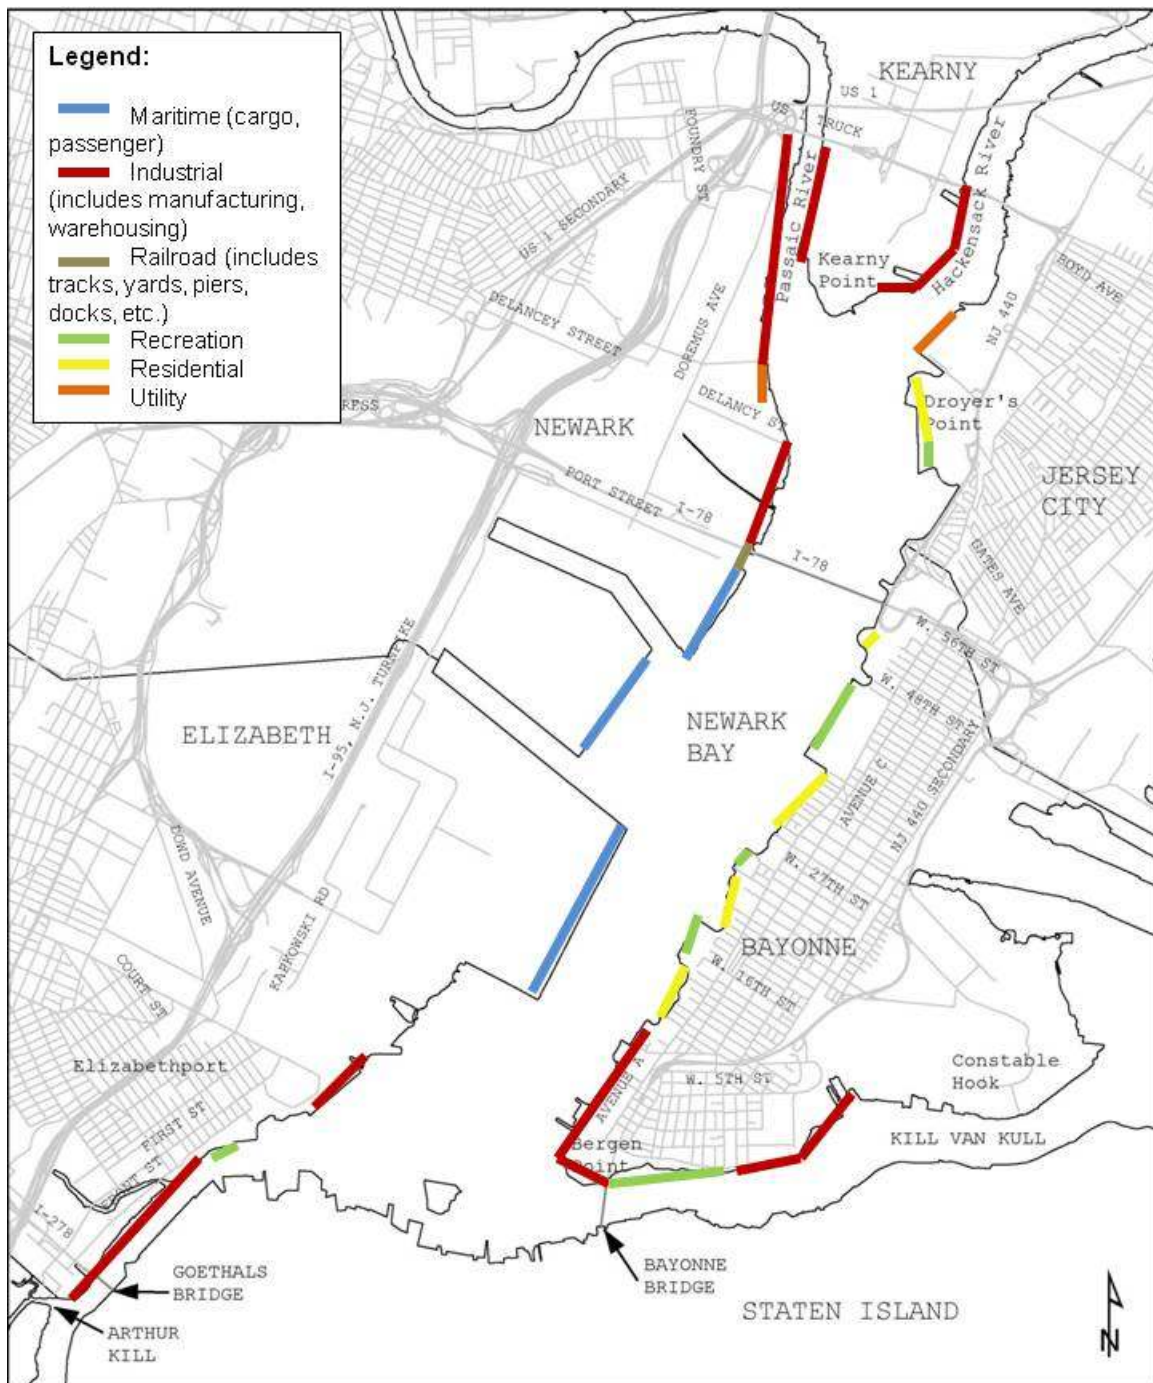 Legend:
Maritime (cargo,
passenger)
Industrial
(includes manufacturing,
warehousing)
Railroad (includes
tracks, yards, piers,
docks, etc.)
Recreation
Residential
Utility
KEARNY
US 1
US 1 TRUCK
FOUNDRY ST
US 1 SECONDARY
Passaic River
Hackensack River
Kearny
Point
BOYD AVE
NJ 440
DELANCEY STREET
DOREMUS AVE
RESS
DELANCY ST
NEWARK
Droyer's
Point
JERSEY
CITY
PORT STREET
I-78
I-78
GATES AVE
W. 56TH ST
W. 48TH ST
I-95, N.J. TURNPIKE
ELIZABETH
NEWARK
BAY
AVENUE C
NJ 440 SECONDARY
DOWD AVENUE
W. 27TH ST
KAPKOWSKI RD
BAYONNE
W. 16TH ST
COURT ST
Elizabethport
AVENUE A
W. 5TH ST
Constable
Hook
FIRST ST
FRONT ST
Bergen
Point
KILL VAN KULL
I-278
GOETHALS
BRIDGE
BAYONNE
BRIDGE
STATEN ISLAND
ARTHUR
KILL
N